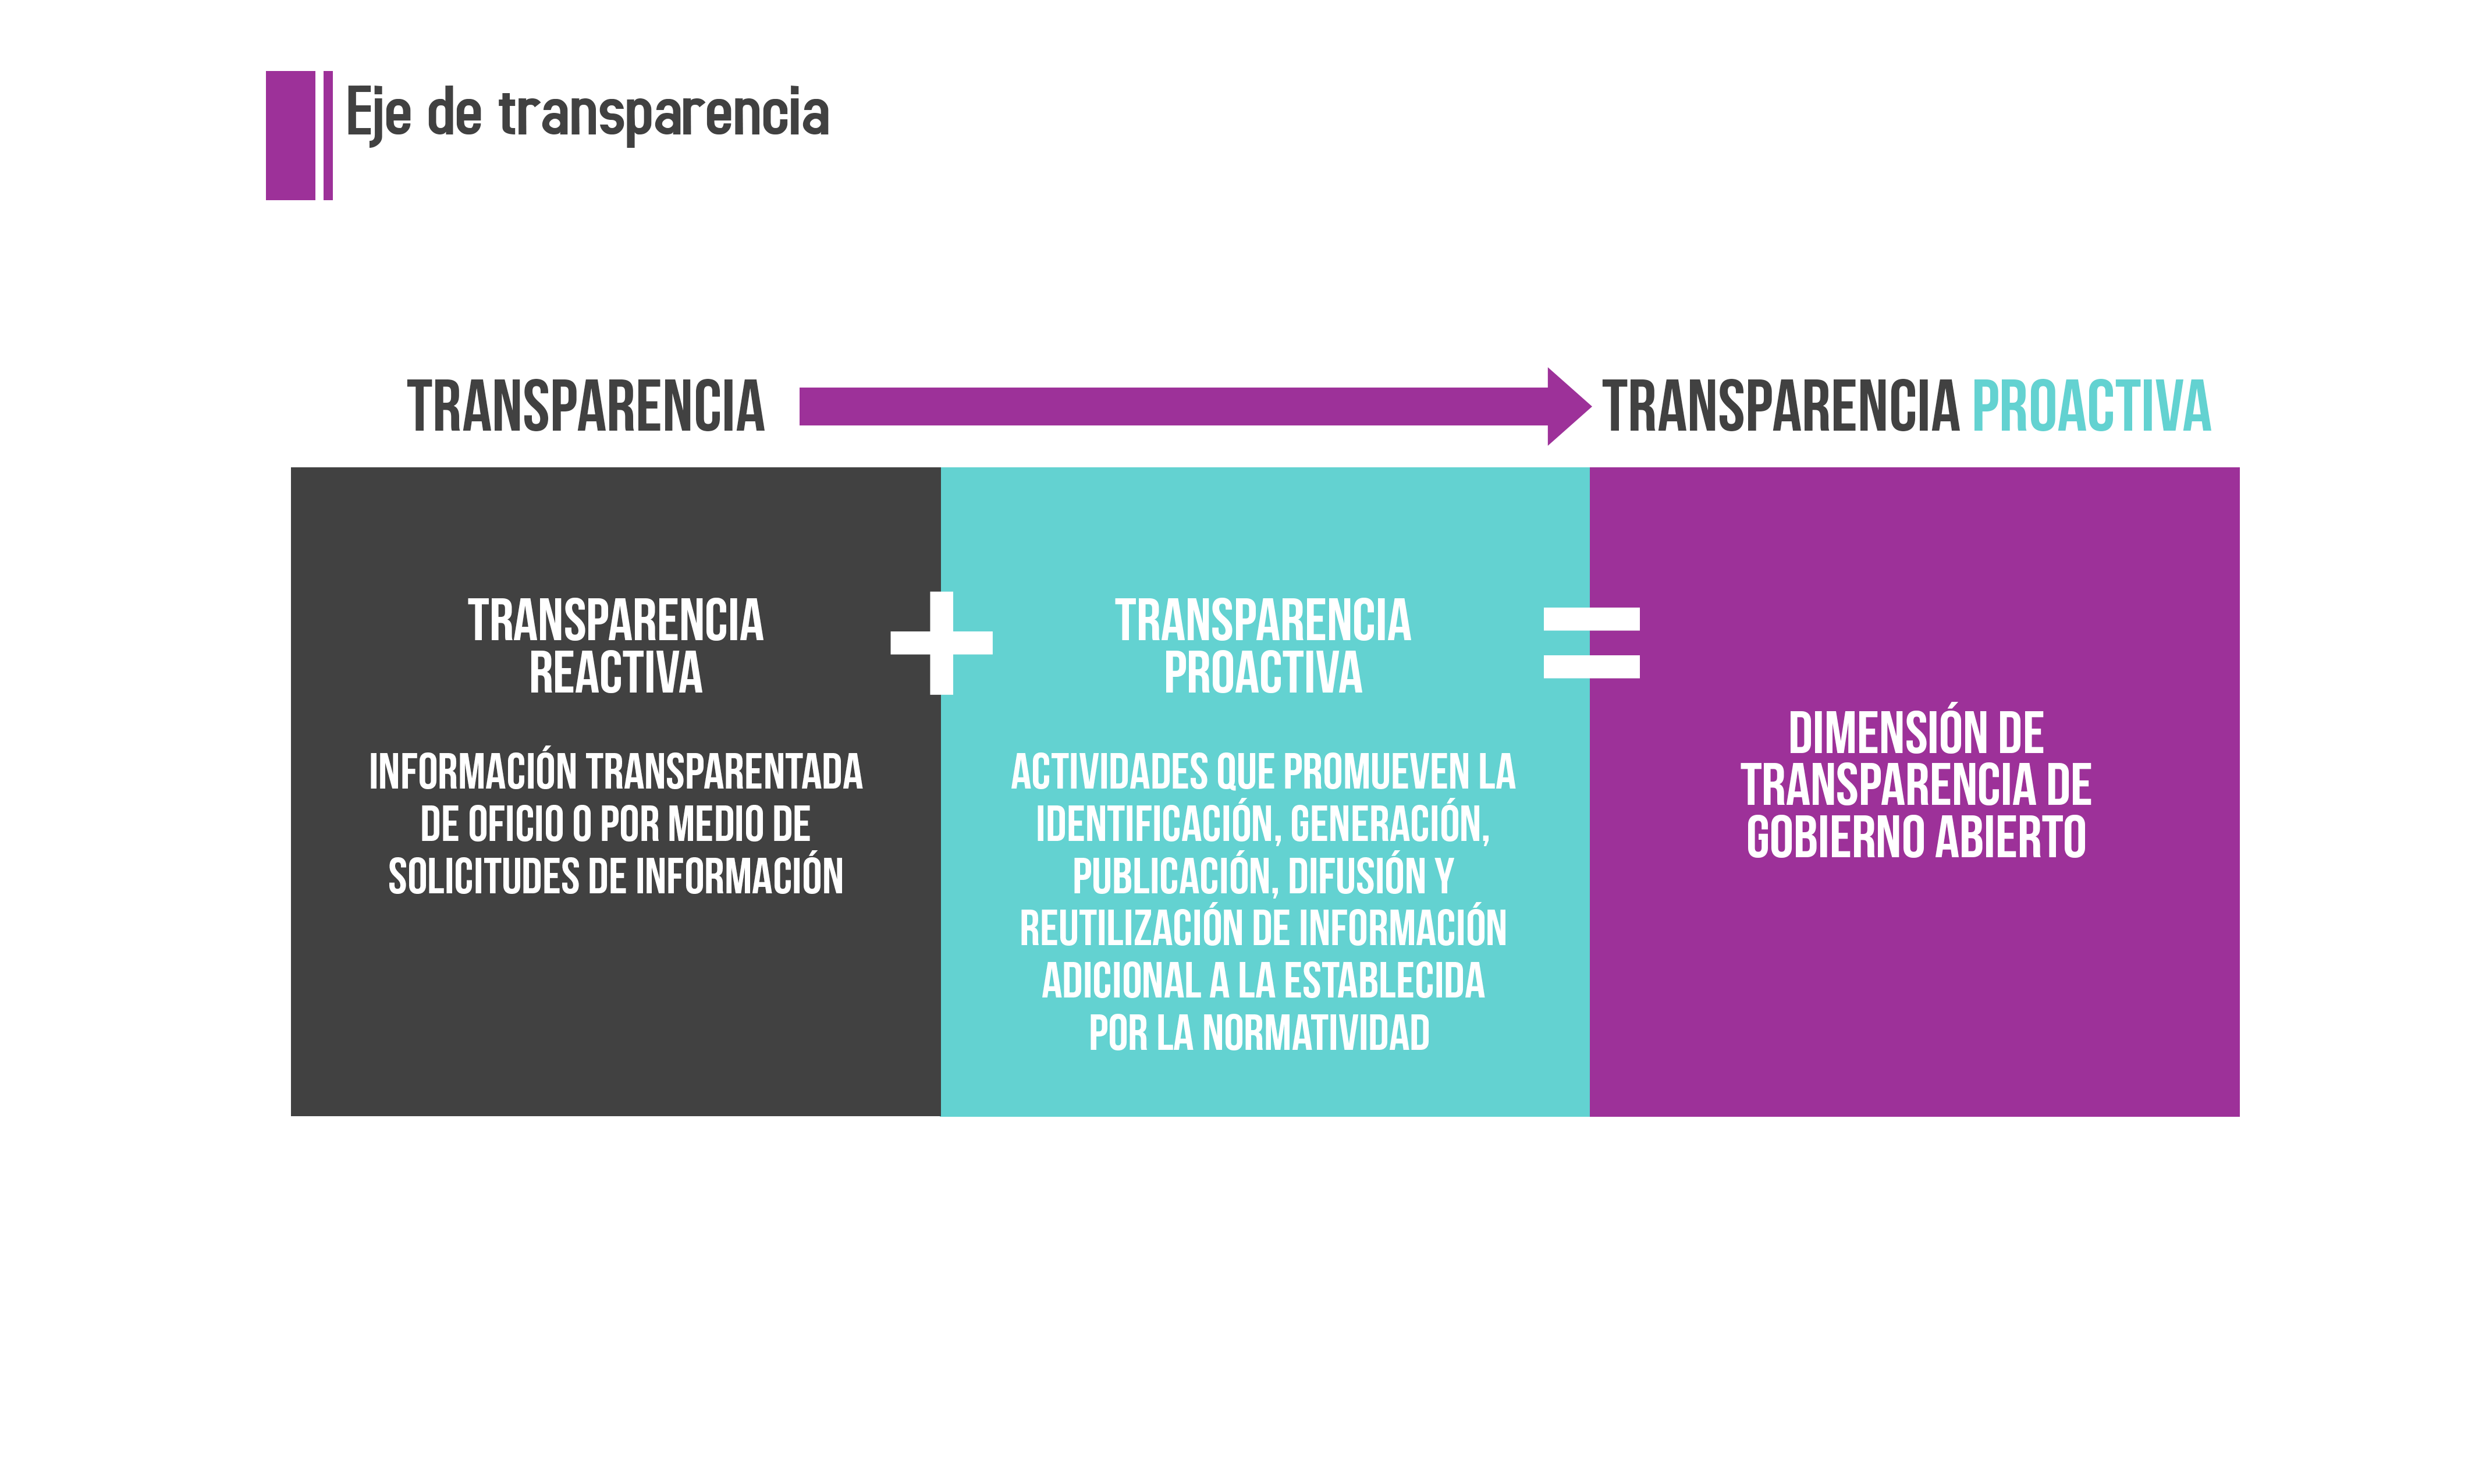 Eje de transparencia
TRANSPARENCIA
TRANSPARENCIA PROACTIVA
TRANSPARENCIA
REACTIVA
INFORMACIÓN TRANSPARENTADA
DE OFICIO O POR MEDIO DE
SOLICITUDES DE INFORMACIÓN
+
TRANSPARENCIA
PROACTIVA
ACTIVIDADES QUE PROMUEVEN LA
IDENTIFICACIÓN, GENERACIÓN,
PUBLICACIÓN, DIFUSIÓN Y
REUTILIZACIÓN DE INFORMACIÓN
ADICIONAL A LA ESTABLECIDA
POR LA NORMATIVIDAD
=
DIMENSIÓN DE
TRANSPARENCIA DE
GOBIERNO ABIERTO